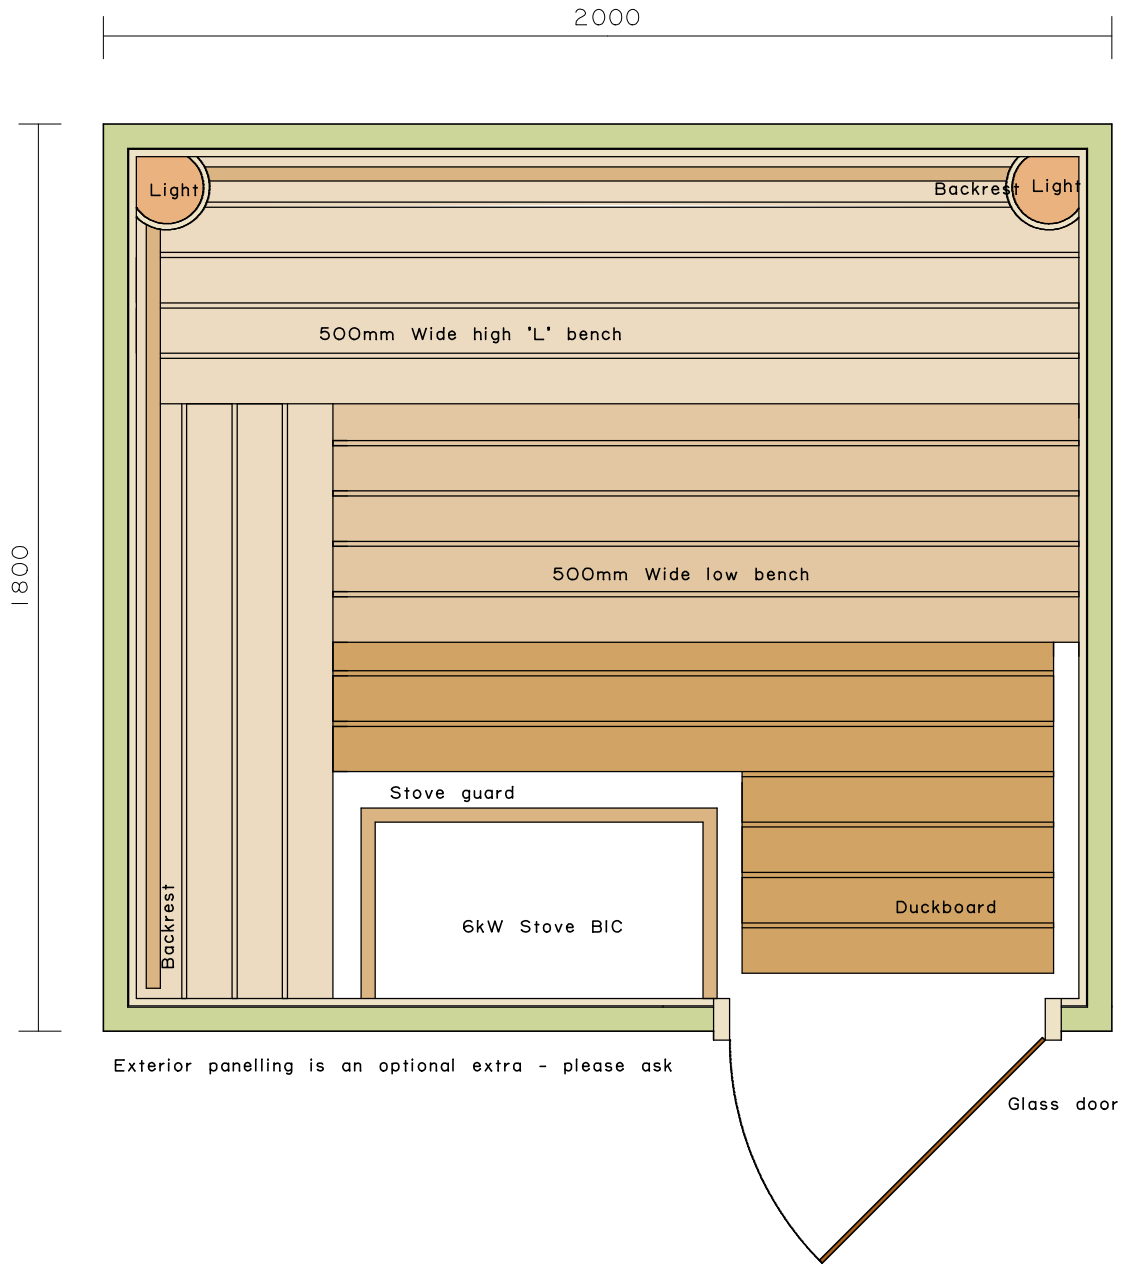 2000
Light
Backrest
Light
500mm Wide high 'L' bench
1800
500mm Wide low bench
Stove guard
Backrest
Duckboard
6kW Stove BIC
Exterior panelling is an optional extra - please ask
Glass door